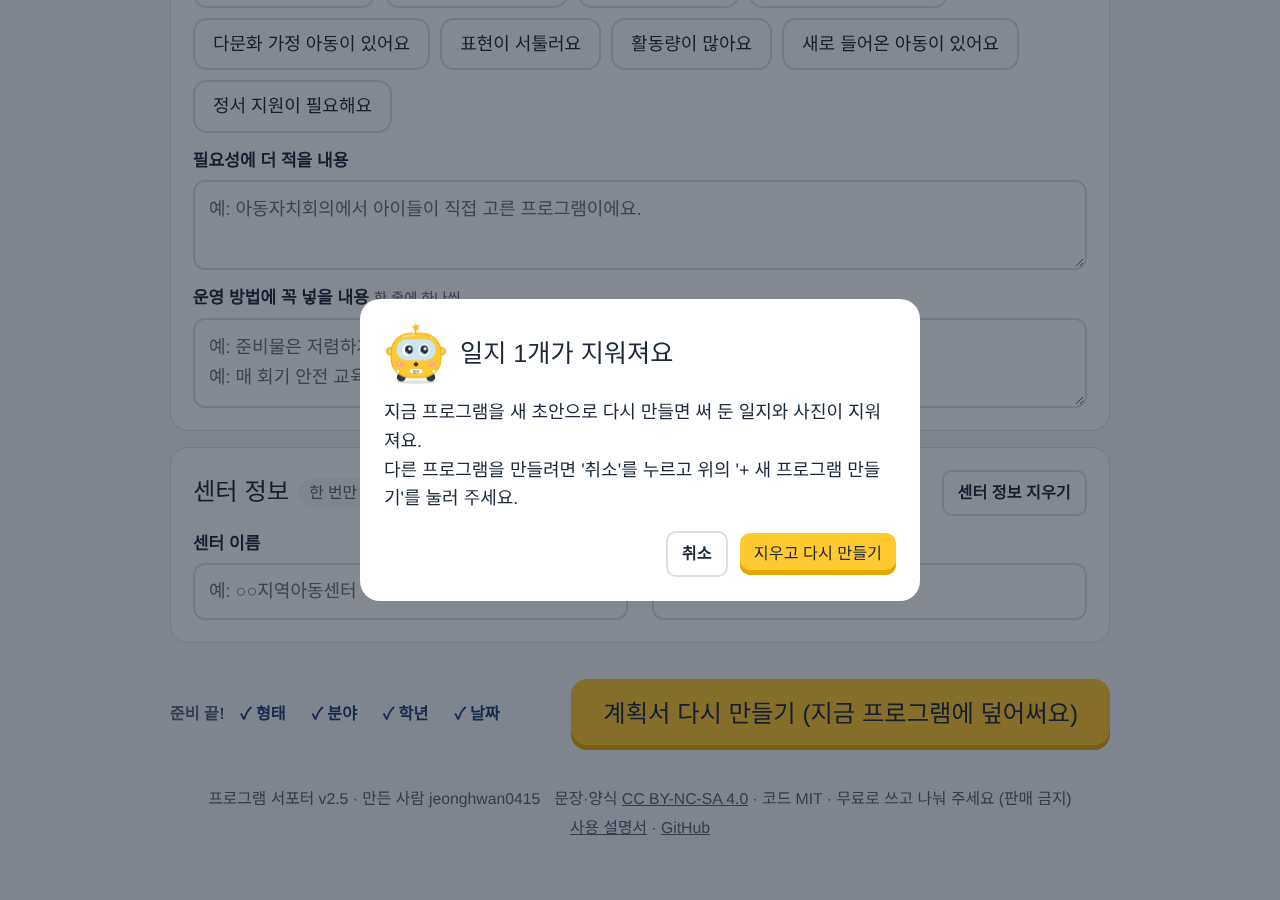 다문화 가정 아동이 있어요 표현이 서툴러요 활동량이 많아요 새로 들어온 아동이 있어요
정서 지원이 필요해요
필요성에 더 적을 내용
예: 아동자치회의에서 아이들이 직접 고른 프로그램이에요.
운영 방법에 꼭 넣을 내용
예: 준비물은 저렴하
예: 매 회기 안전 교육
일지 1개가 지워져요
지금 프로그램을 새 초안으로 다시 만들면 써 둔 일지와 사진이 지워
져요.
다른 프로그램을 만들려면 '취소'를 누르고 위의 '+ 새 프로그램 만들
기'를 눌러 주세요.
취소 지우고 다시 만들기
센터 정보 한 번만 센터 정보 지우기
센터 이름
예: ○○지역아동센터
준비 끝! ✓ 형태 ✓ 분야 ✓ 학년 ✓ 날짜 계획서 다시 만들기 (지금 프로그램에 덮어써요)
프로그램 서포터 v2.5 · 만든 사람 jeonghwan0415 문장·양식 CC BY-NC-SA 4.0 · 코드 MIT · 무료로 쓰고 나눠 주세요 (판매 금지)
사용 설명서 · GitHub